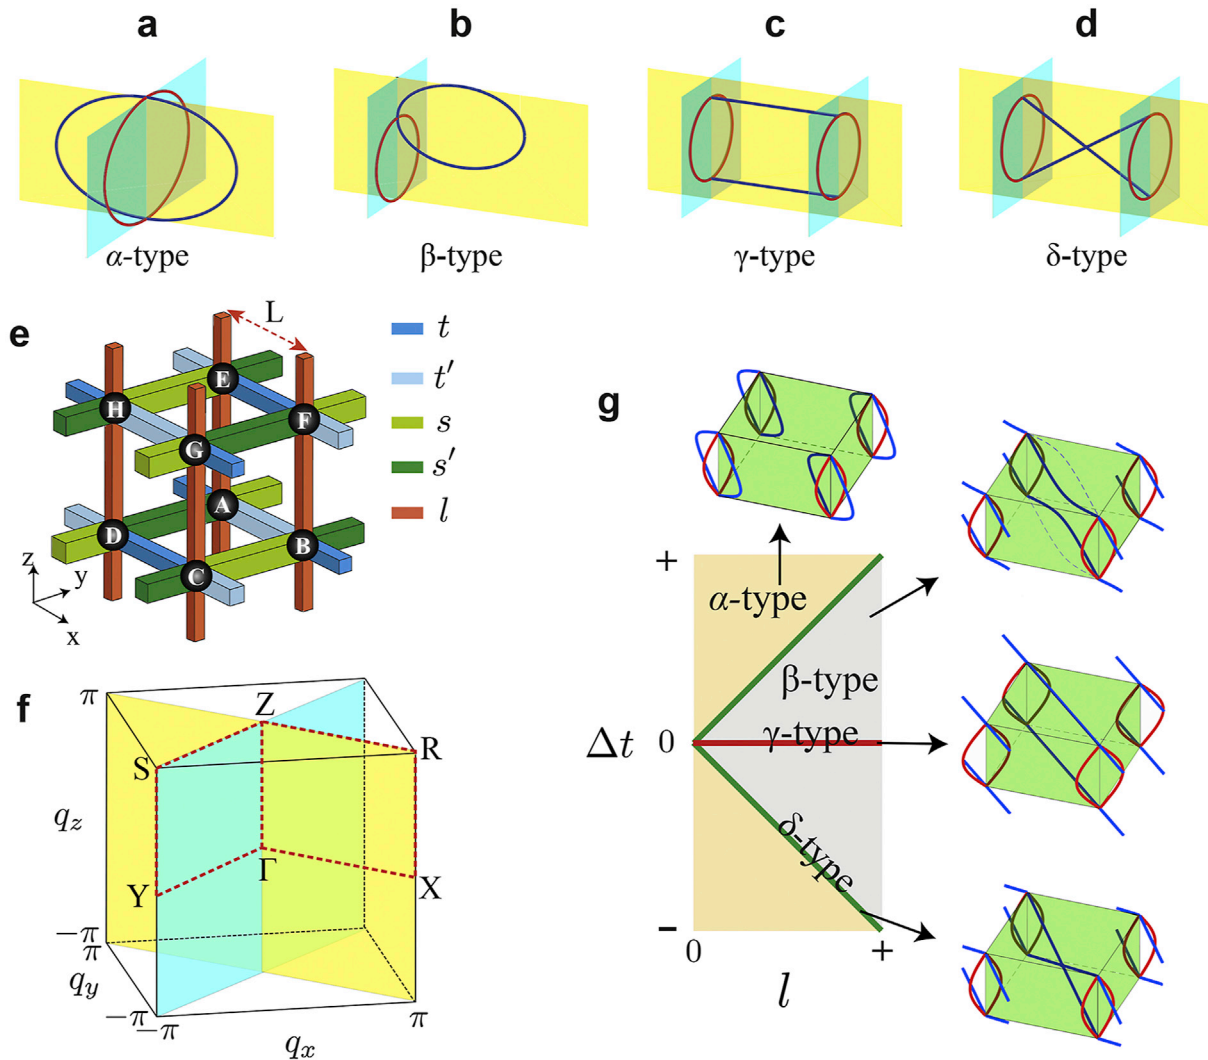 a b c d
α-type β-type γ-type δ-type
e
L
t
t′
s
s′
l
E
H
F
G
A
D
B
C
z
y
x
g
+
α-type
β-type
γ-type
Δt 0
δ-type
−
0 +
l
f
π
Z
S R
q_z
Γ
Y X
−π
π
q_y
−π
−π π
q_x